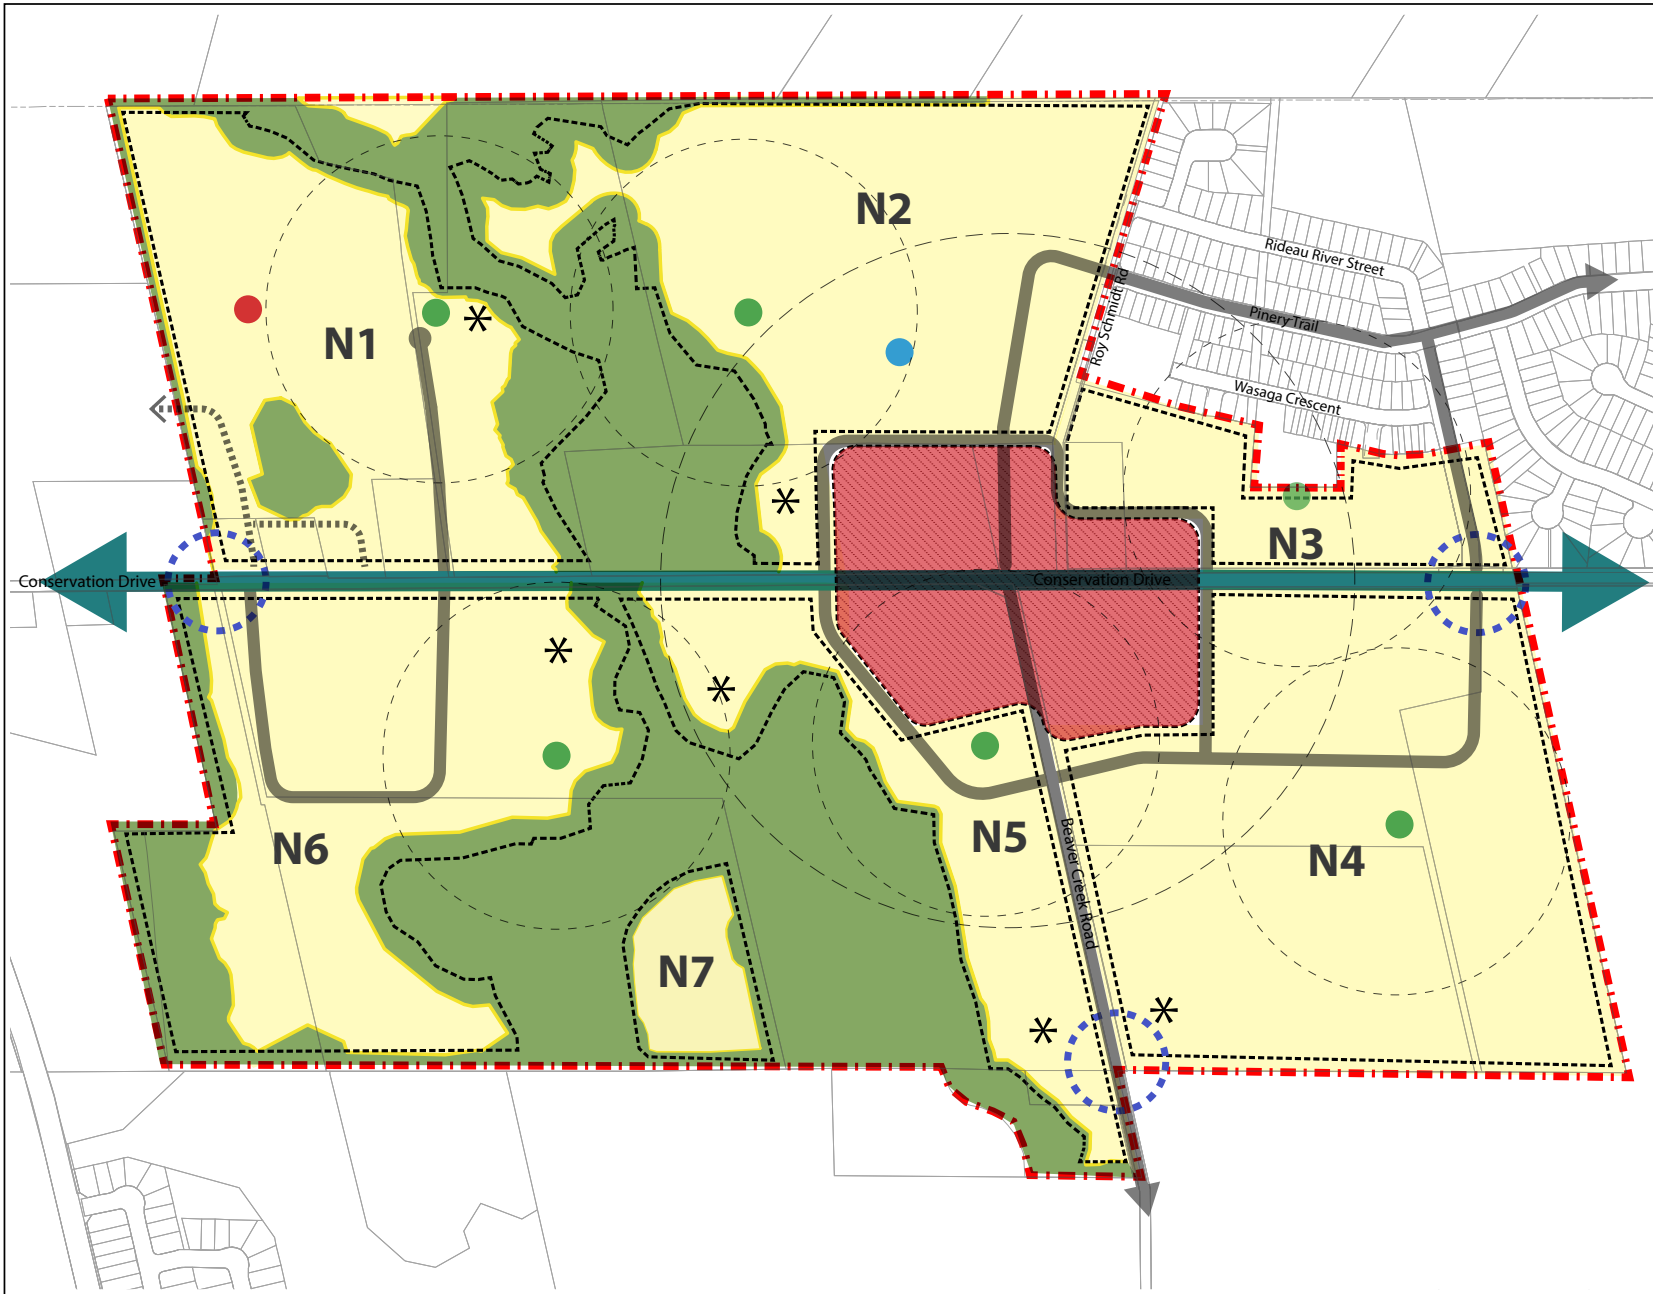 N2
Rideau River Street
Pinery Trail
Roy Schmidt Rd
N1
Wasaga Crescent
N3
Conservation Drive
Conservation Drive
N6
N5
Beaver Creek Road
N4
N7